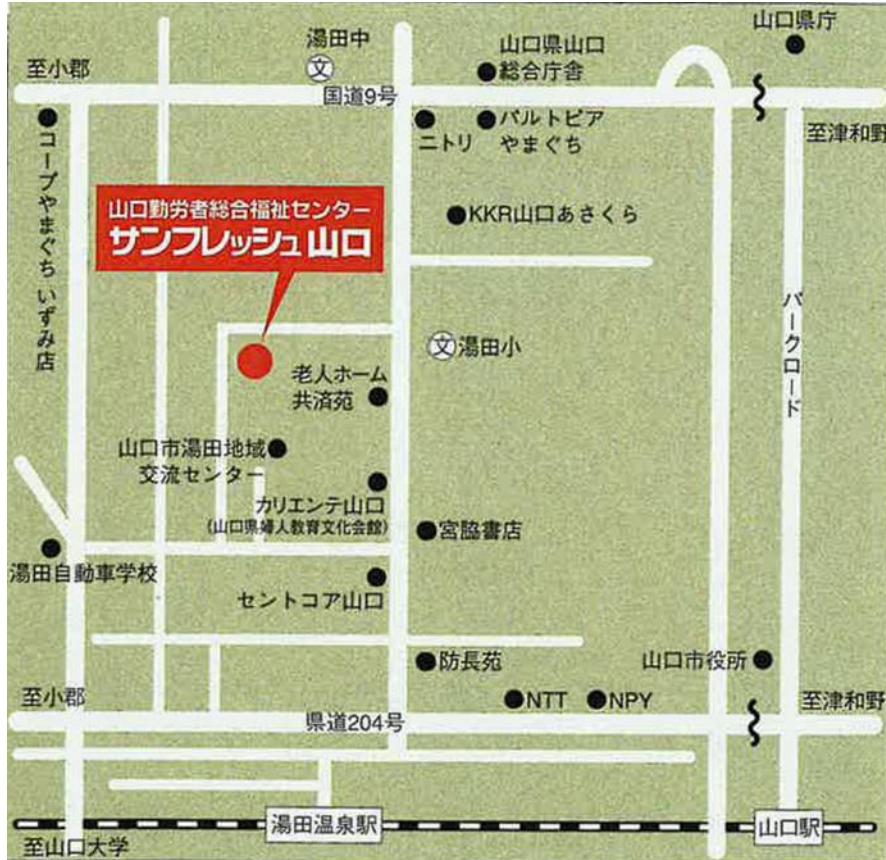 山口県庁
湯田中
文
山口県山口
総合庁舎
至小郡
国道9号
ニトリ
パルトピア
やまぐち
至津和野
コープやまぐち いずみ店
山口勤労者総合福祉センター
サンフレッシュ山口
KKR山口あさくら
パークロード
文湯田小
老人ホーム
共済苑
山口市湯田地域
交流センター
カリエンテ山口
(山口県婦人教育文化会館)
宮脇書店
湯田自動車学校
セントコア山口
防長苑
山口市役所
至小郡
NTT
NPY
至津和野
県道204号
湯田温泉駅
山口駅
至山口大学